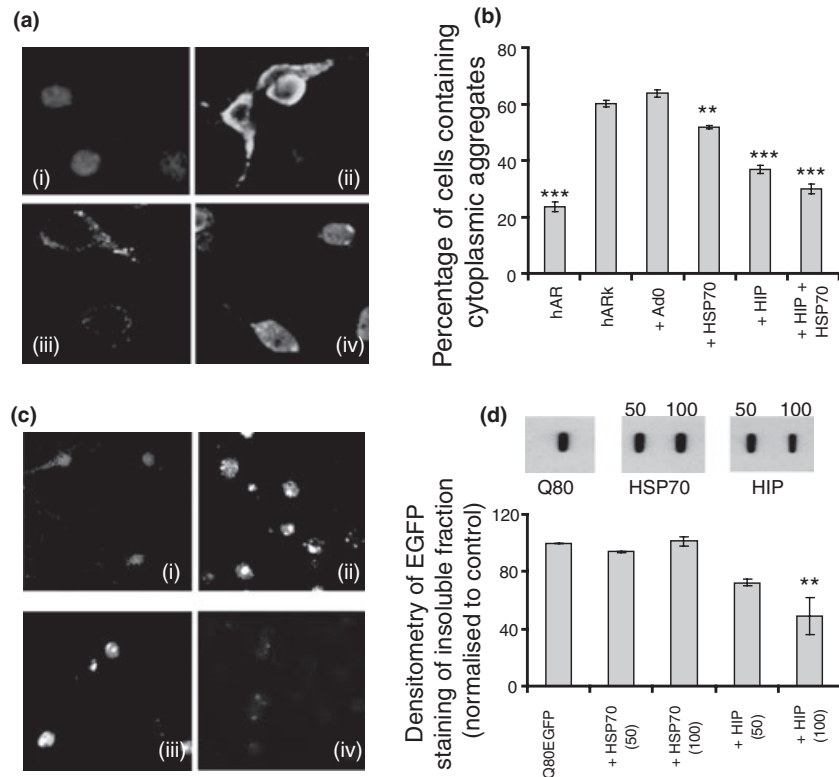 (a)
(i)
(ii)
(iii)
(iv)
(b)
Percentage of cells containing
cytoplasmic aggregates
80
60
40
20
0
***
**
***
***
hAR
hARk
+ Ad0
+ HSP70
+ HIP
+ HIP +
HSP70
(c)
(i)
(ii)
(iii)
(iv)
(d)
50 100
50 100
Q80
HSP70
HIP
Densitometry of EGFP
staining of insoluble fraction
(normalised to control)
120
80
40
0
**
Q80EGFP
+ HSP70
(50)
+ HSP70
(100)
+ HIP
(50)
+ HIP
(100)